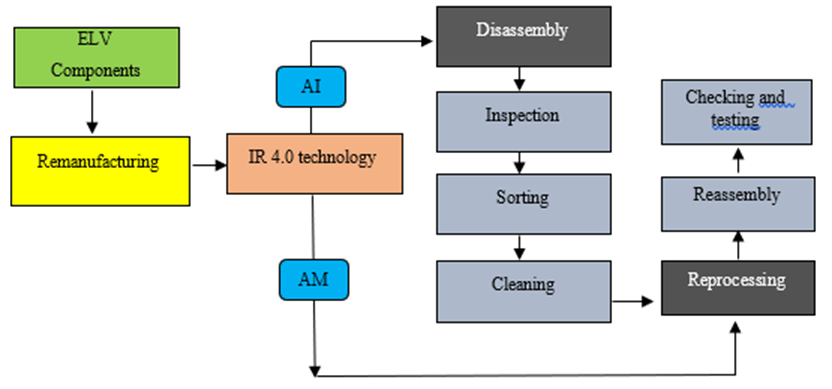 ELV
Components
Remanufacturing
AI
IR 4.0 technology
AM
Disassembly
Inspection
Sorting
Cleaning
Checking and
testing
Reassembly
Reprocessing